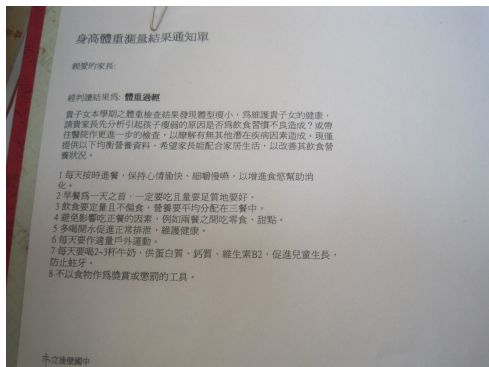 身高體重測量結果通知單
親愛的家長:
經判讀結果為: 體重過輕
貴子女本學期之體重檢查結果發現體型瘦小,為維護貴子女的健康,
請貴家長先分析引起孩子瘦弱的原因是否為飲食習慣不良造成?或帶
往醫院作更進一步的檢查,以瞭解有無其他潛在疾病因素造成。現僅
提供以下均衡營養資料,希望家長能配合家居生活,以改善其飲食營
養狀況。
1 每天按時進餐,保持心情愉快、細嚼慢嚥,以增進食慾幫助消
化。
2 早餐為一天之首,一定要吃且量要足質地要好。
3 飲食要定量且不偏食,營養要平均分配在三餐中。
4 避免影響吃正餐的因素,例如兩餐之間吃零食、甜點。
5 多喝開水促進正常排泄,維護健康。
6 每天要作適量戶外運動。
7 每天要喝2~3杯牛奶,供蛋白質、鈣質、維生素B2,促進兒童生長,
防止蛀牙。
8 不以食物作為獎賞或懲罰的工具。
市立後壁國中